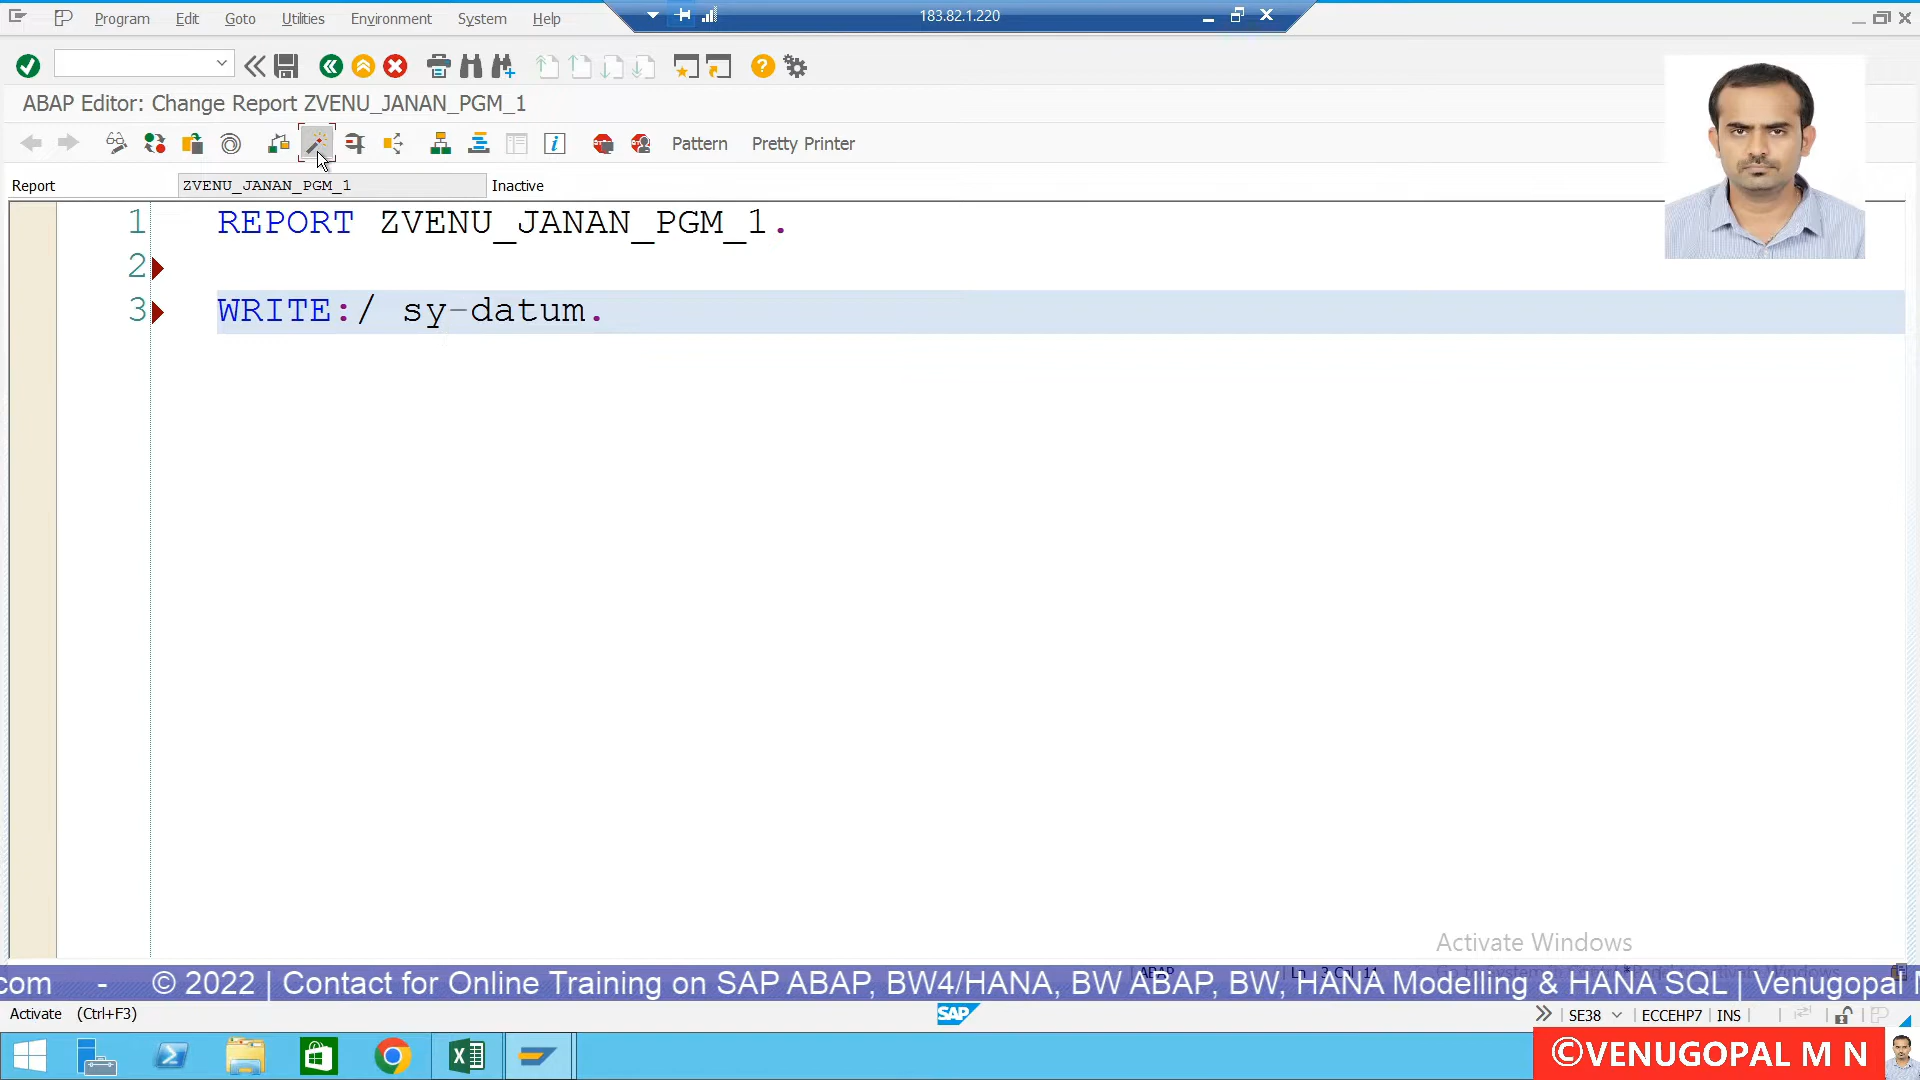 Program Edit Goto Utilities Environment System Help
183.82.1.220
ABAP Editor: Change Report ZVENU_JANAN_PGM_1
Pattern Pretty Printer
Report ZVENU_JANAN_PGM_1 Inactive
1 REPORT ZVENU_JANAN_PGM_1.
2
3 WRITE:/ sy-datum.
Activate Windows
com - © 2022 | Contact for Online Training on SAP ABAP, BW4/HANA, BW ABAP, BW, HANA Modelling & HANA SQL | Venugopal M
Activate (Ctrl+F3)
SAP
SE38 ECCEHP7 INS
©VENUGOPAL M N